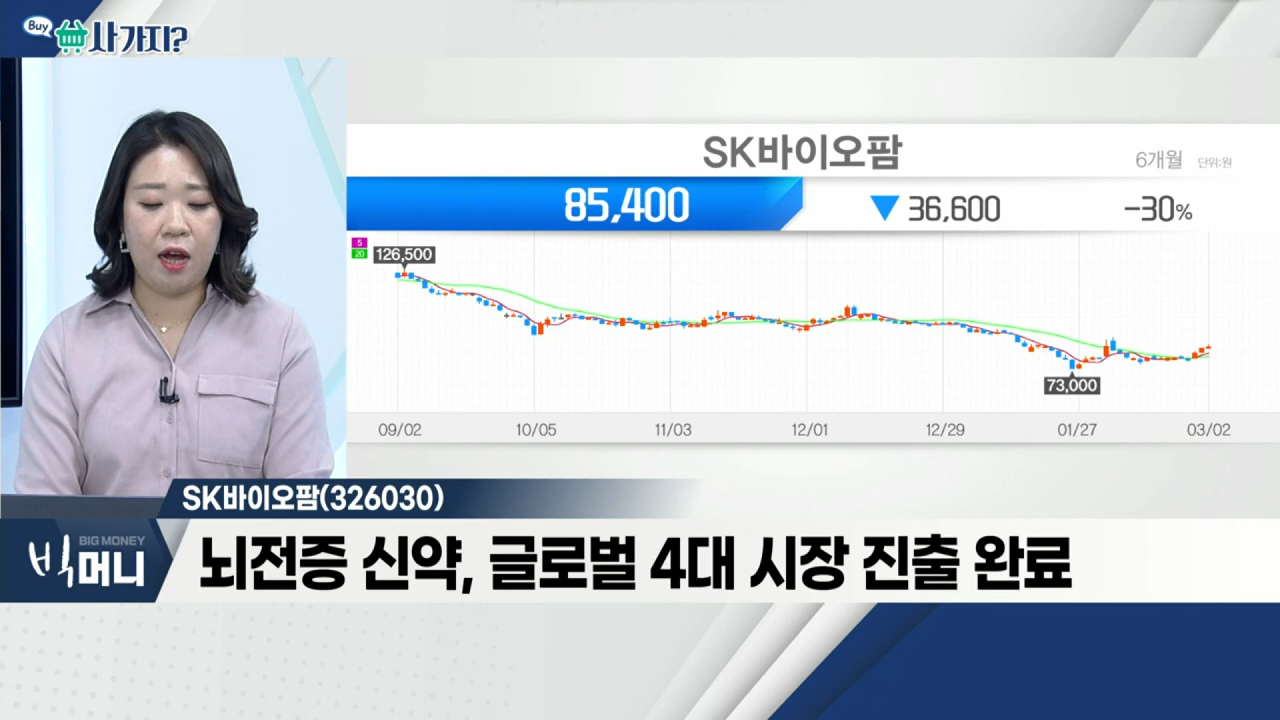 Buy
사가지?
SK바이오팜
6개월 단위:원
85,400 ▼36,600 -30%
5
20
126,500
73,000
09/02 10/05 11/03 12/01 12/29 01/27 03/02
SK바이오팜(326030)
BIG MONEY
빅머니
뇌전증 신약, 글로벌 4대 시장 진출 완료